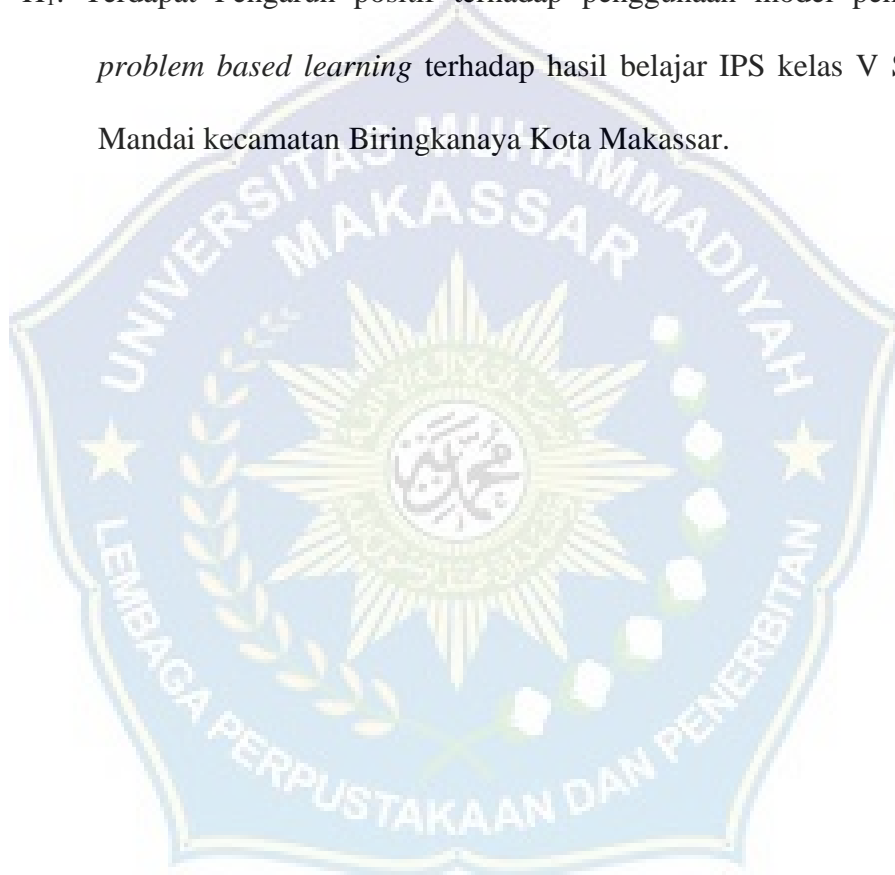 H₁: Terdapat Pengaruh positif terhadap penggunaan model
problem based learning terhadap hasil belajar IPS kelas V
Mandai kecamatan Biringkanaya Kota Makassar.
UNIVERSITAS MUHAMMADIYAH
MAKASSAR
LEMBAGA PERPUSTAKAAN DAN PENERBITAN